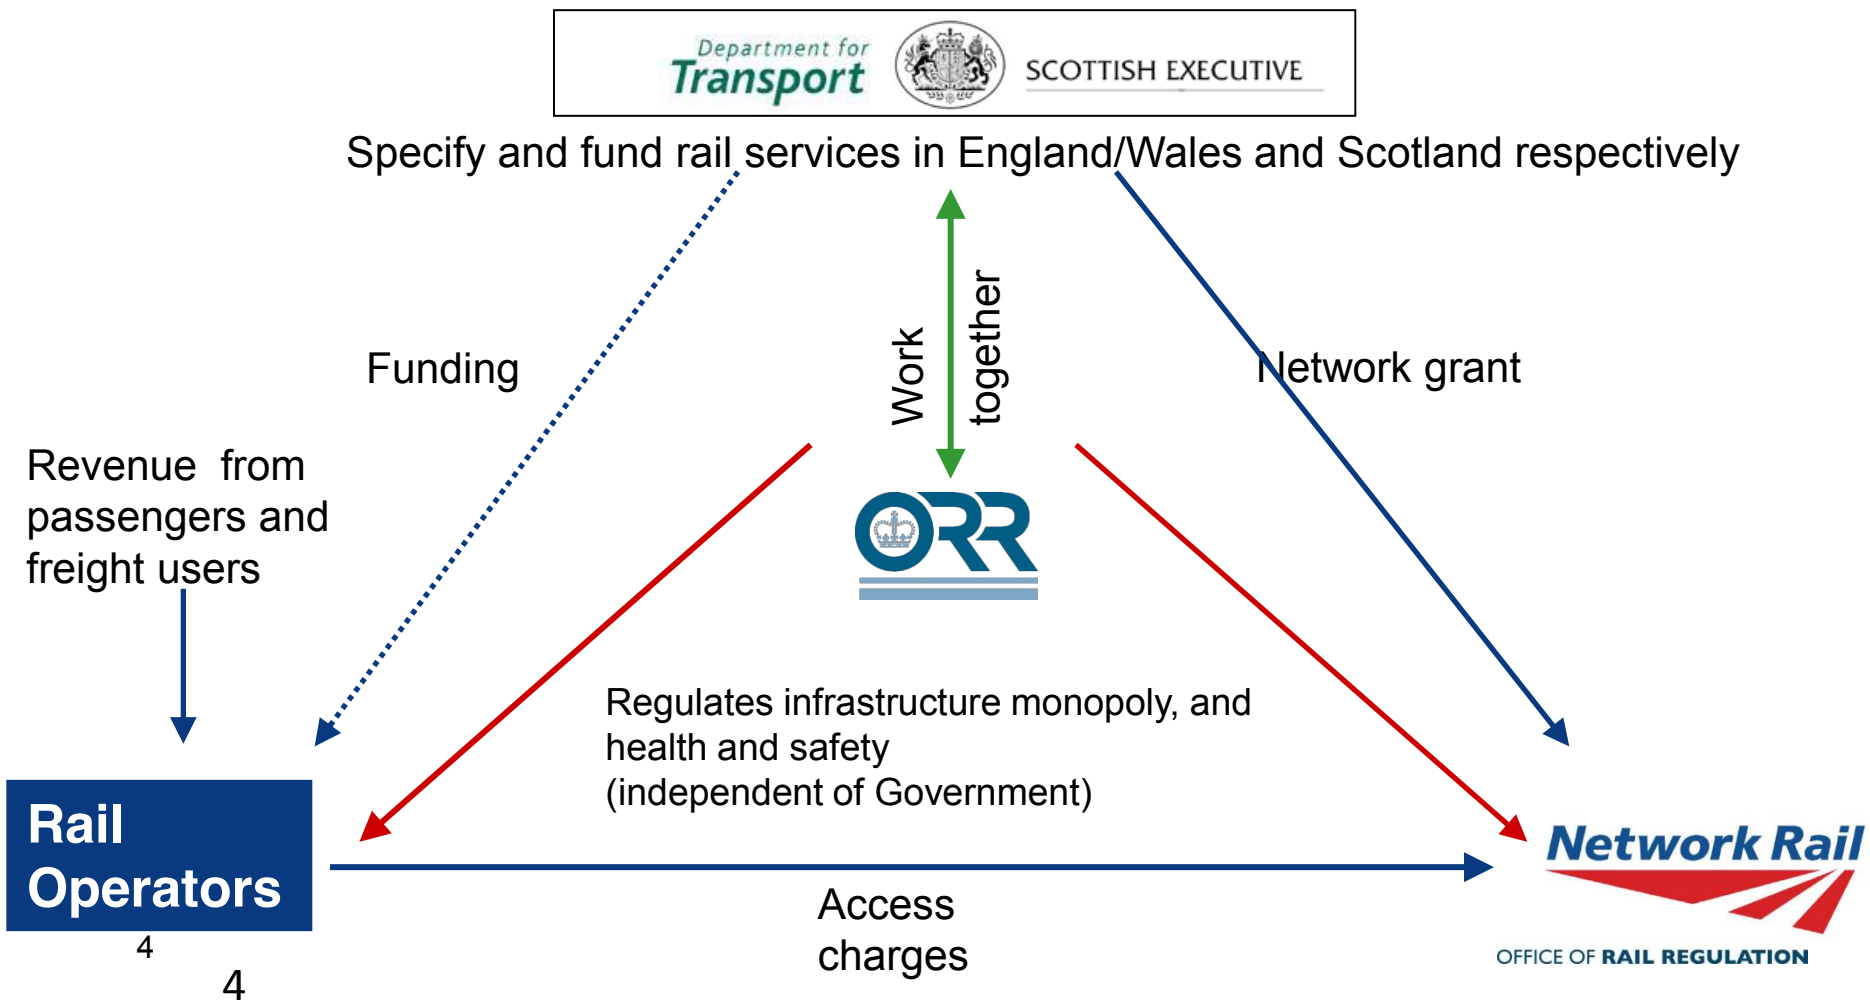 Department for
Transport
SCOTTISH EXECUTIVE
Specify and fund rail services in England/Wales and Scotland respectively
Work
together
Funding
Network grant
Revenue from
passengers and
freight users
ORR
Regulates infrastructure monopoly, and
health and safety
(independent of Government)
Rail
Operators
Network Rail
Access
charges
4
4
OFFICE OF RAIL REGULATION